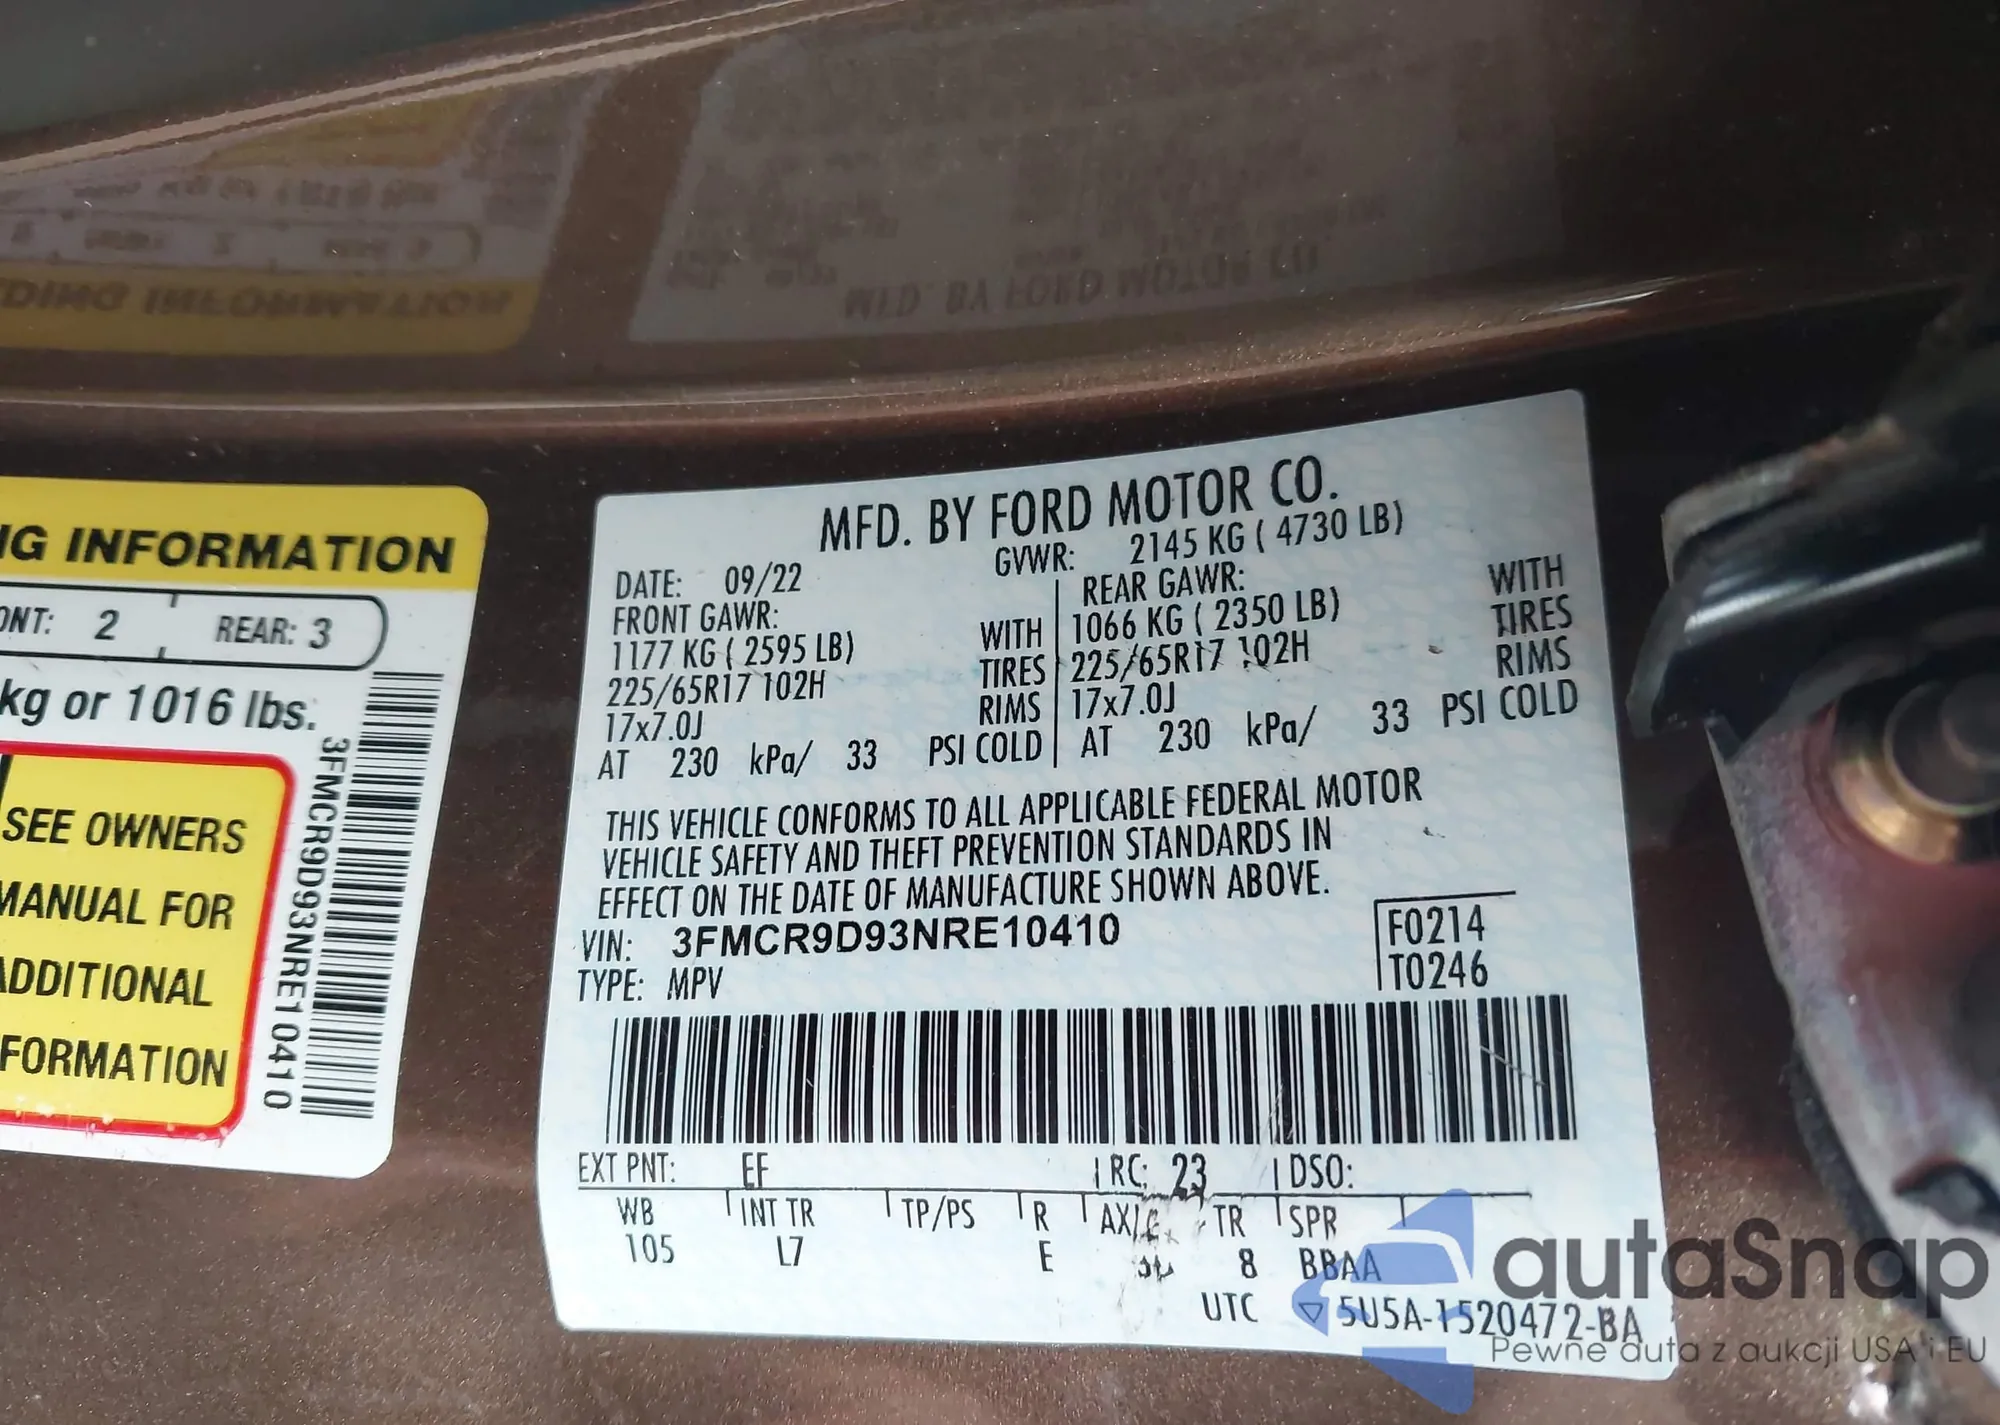 NG INFORMATION
ONT: 2 REAR: 3
kg or 1016 lbs.
SEE OWNERS
MANUAL FOR
ADDITIONAL
FORMATION
3FMCR9D93NRE10410
MFD. BY FORD MOTOR CO.
DATE: 09/22 GVWR: 2145 KG ( 4730 LB)
FRONT GAWR: REAR GAWR:
1177 KG ( 2595 LB) WITH 1066 KG ( 2350 LB) WITH
225/65R17 102H TIRES 225/65R17 102H TIRES
17x7.0J RIMS 17x7.0J RIMS
AT 230 kPa/ 33 PSI COLD AT 230 kPa/ 33 PSI COLD
THIS VEHICLE CONFORMS TO ALL APPLICABLE FEDERAL MOTOR
VEHICLE SAFETY AND THEFT PREVENTION STANDARDS IN
EFFECT ON THE DATE OF MANUFACTURE SHOWN ABOVE.
VIN: 3FMCR9D93NRE10410 F0214
TYPE: MPV T0246
EXT PNT: EF RC: 23 DSO:
WB INT TR TP/PS R AXLE TR SPR
105 L7 E 8 BBAA
UTC ▽ 5U5A-1520472-BA
autaSnap
Pewne auta z aukcji USA i EU